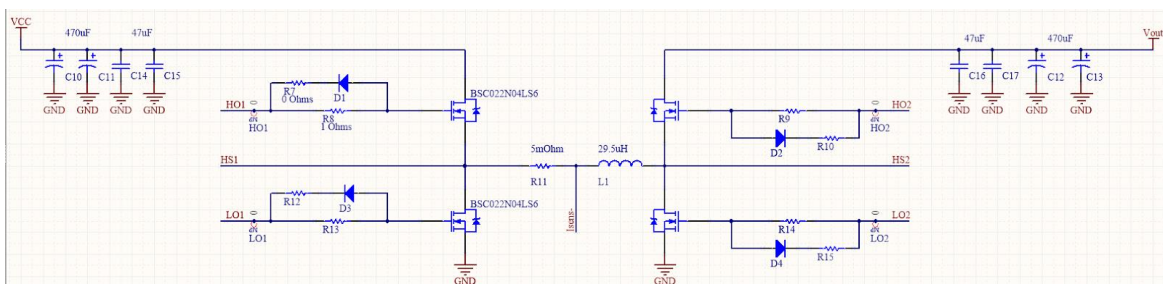 VCC
470uF
47uF
47uF
470uF
Vout
C10
C11
C14
C15
C16
C17
C12
C13
GND
GND
GND
GND
GND
GND
GND
GND
R7
0 Ohms
D1
BSC022N04LS6
HO1
R8
1 Ohms
HO1
R9
HO2
D2
R10
HO2
HS1
5mOhm
29.5uH
HS2
R11
L1
R12
D3
BSC022N04LS6
LO1
R13
LO1
Isens-
R14
LO2
D4
R15
LO2
GND
GND